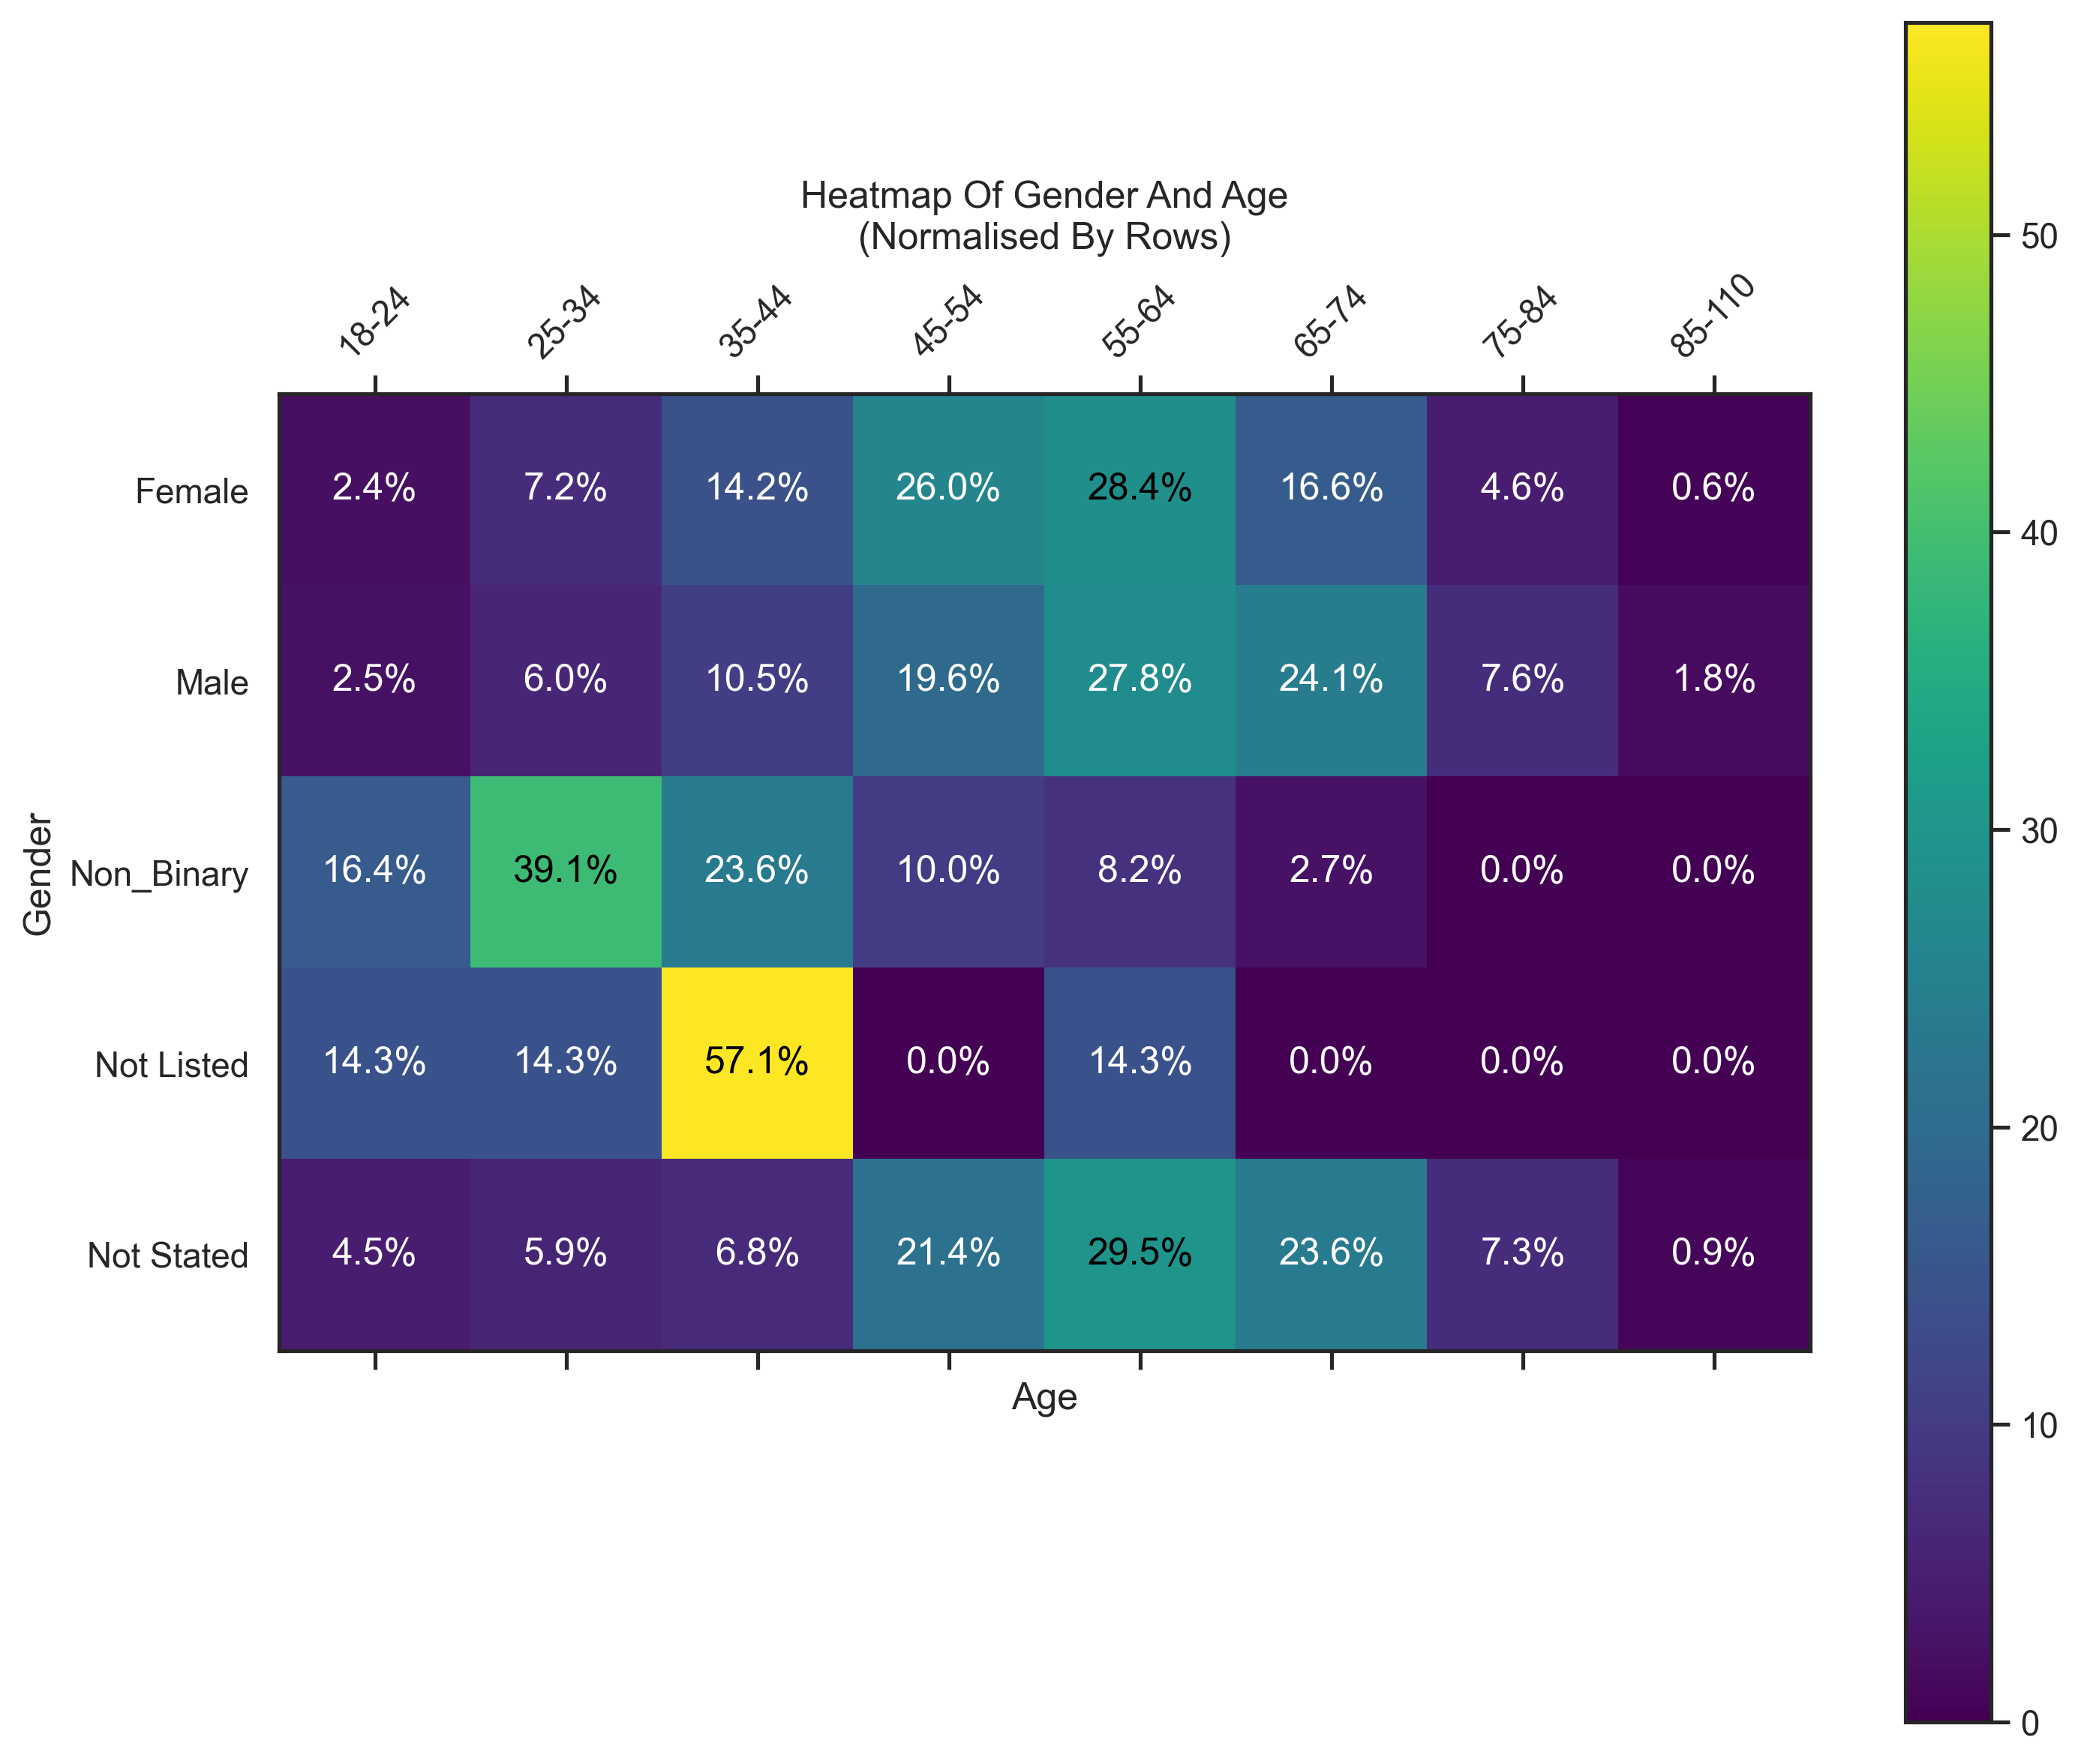 Heatmap Of Gender And Age
(Normalised By Rows)
18-24 25-34 35-44 45-54 55-64 65-74 75-84 85-110
Female 2.4% 7.2% 14.2% 26.0% 28.4% 16.6% 4.6% 0.6%
Male 2.5% 6.0% 10.5% 19.6% 27.8% 24.1% 7.6% 1.8%
Gender
Non_Binary 16.4% 39.1% 23.6% 10.0% 8.2% 2.7% 0.0% 0.0%
Not Listed 14.3% 14.3% 57.1% 0.0% 14.3% 0.0% 0.0% 0.0%
Not Stated 4.5% 5.9% 6.8% 21.4% 29.5% 23.6% 7.3% 0.9%
Age
50
40
30
20
10
0